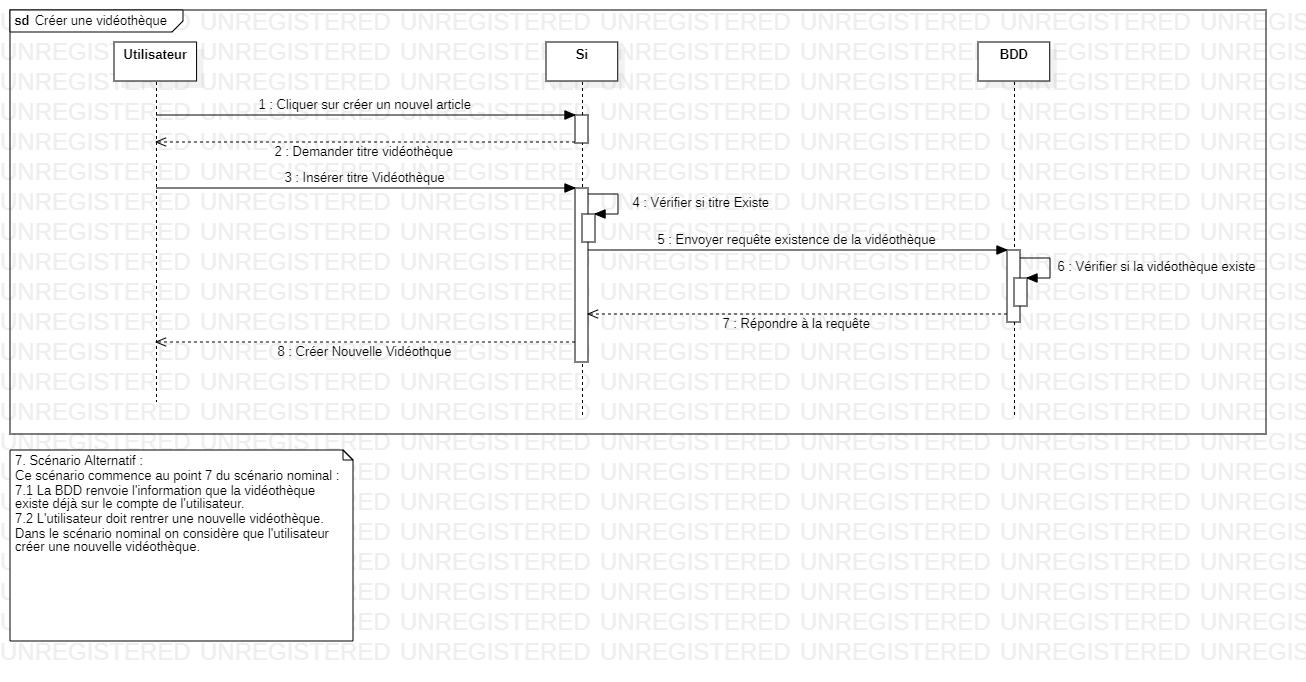 sd Créer une vidéothèque
Utilisateur
Si
BDD
1 : Cliquer sur créer un nouvel article
2 : Demander titre vidéothèque
3 : Insérer titre Vidéothèque
4 : Vérifier si titre Existe
5 : Envoyer requête existence de la vidéothèque
6 : Vérifier si la vidéothèque existe
7 : Répondre à la requête
8 : Créer Nouvelle Vidéothque
7. Scénario Alternatif :
Ce scénario commence au point 7 du scénario nominal :
7.1 La BDD renvoie l'information que la vidéothèque
existe déjà sur le compte de l'utilisateur.
7.2 L'utilisateur doit rentrer une nouvelle vidéothèque.
Dans le scénario nominal on considère que l'utilisateur
créer une nouvelle vidéothèque.
UNREGISTERED